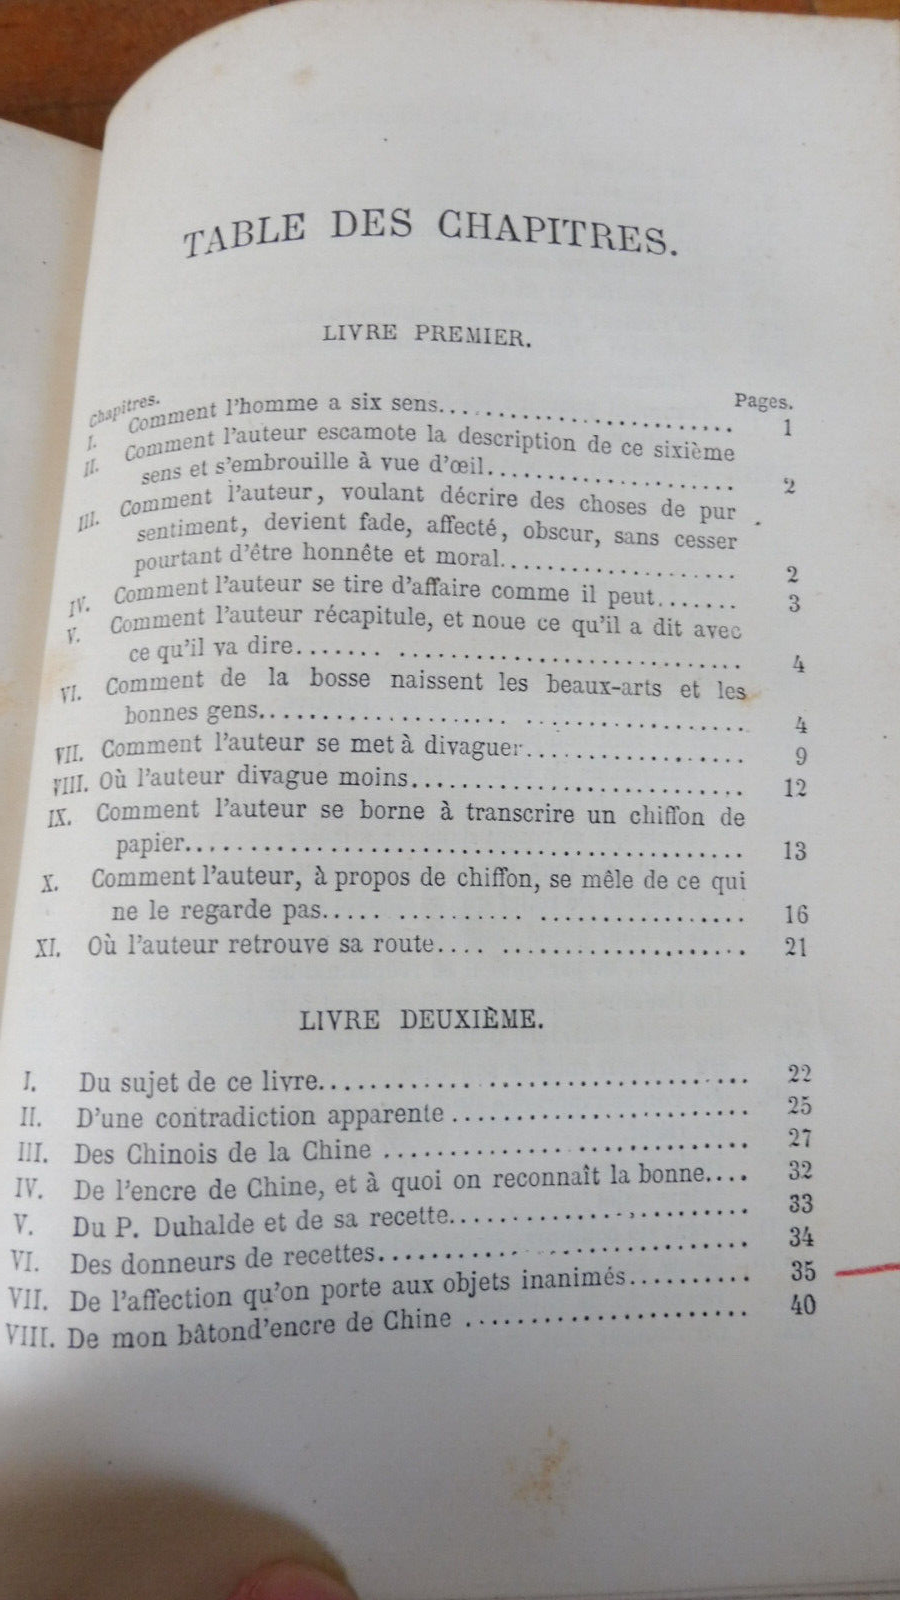 TABLE DES CHAPITRES.
LIVRE PREMIER.
Chapitres. Pages.
I. Comment l'homme a six sens.......................... 1
II. Comment l'auteur escamote la description de ce sixième
sens et s'embrouille à vue d'œil....................... 2
III. Comment l'auteur, voulant décrire des choses de pur
sentiment, devient fade, affecté, obscur, sans cesser
pourtant d'être honnête et moral...................... 2
IV. Comment l'auteur se tire d'affaire comme il peut....... 3
V. Comment l'auteur récapitule, et noue ce qu'il a dit avec
ce qu'il va dire....... .............................. 4
VI. Comment de la bosse naissent les beaux-arts et les
bonnes gens.................... ................... 4
VII. Comment l'auteur se met à divaguer................... 9
VIII. Où l'auteur divague moins............................ 12
IX. Comment l'auteur se borne à transcrire un chiffon de
papier............................................. 13
X. Comment l'auteur, à propos de chiffon, se mêle de ce qui
ne le regarde pas..... .......... ................. 16
XI. Où l'auteur retrouve sa route.... .................... 21
LIVRE DEUXIÈME.
I. Du sujet de ce livre................................... 22
II. D'une contradiction apparente ........................ 25
III. Des Chinois de la Chine ............................. 27
IV. De l'encre de Chine, et à quoi on reconnaît la bonne.... 32
V. Du P. Duhalde et de sa recette........................ 33
VI. Des donneurs de recettes............................. 34
VII. De l'affection qu'on porte aux objets inanimés.......... 35
VIII. De mon bâtond'encre de Chine ...................... 40